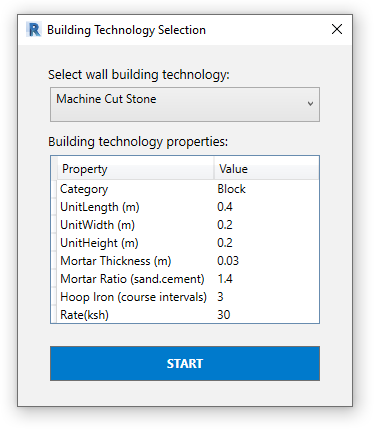 Building Technology Selection
Select wall building technology:
Machine Cut Stone
Building technology properties:
Property Value
Category Block
UnitLength (m) 0.4
UnitWidth (m) 0.2
UnitHeight (m) 0.2
Mortar Thickness (m) 0.03
Mortar Ratio (sand.cement) 1.4
Hoop Iron (course intervals) 3
Rate(ksh) 30
START